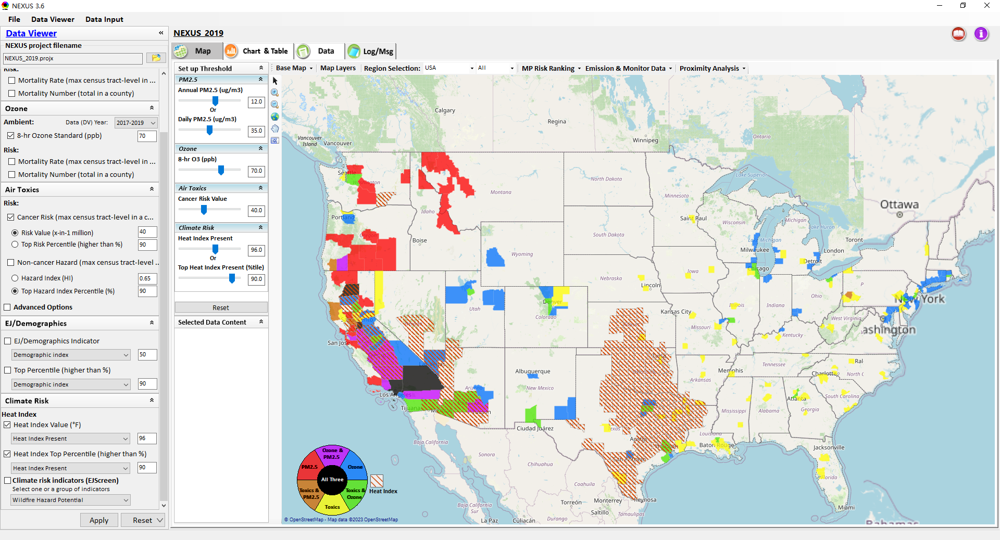 NEXUS 3.6
File Data Viewer Data Input
Data Viewer «
NEXUS project filename
NEXUS_2019.projx
Risk:
Mortality Rate (max census tract-level in ...
Mortality Number (total in a county)
Ozone
Ambient: Data (DV) Year: 2017-2019
8-hr Ozone Standard (ppb) 70
Risk:
Mortality Rate (max census tract-level in ...
Mortality Number (total in a county)
Air Toxics
Risk:
Cancer Risk (max census tract-level in a c...
Risk Value (x-in-1 million) 40
Top Risk Percentile (higher than %) 90
Non-cancer Hazard (max census tract-level ..
Hazard Index (HI) 0.65
Top Hazard Index Percentile (%) 90
Advanced Options
EJ/Demographics
EJ/Demographics Indicator
Demographic index 50
Top Percentile (higher than %)
Demographic index 90
Climate Risk
Heat Index
Heat Index Value (°F)
Heat Index Present 96
Heat Index Top Percentile (higher than %)
Heat Index Present 90
Climate risk indicators (EJScreen)
Select one or a group of indicators
Wildfire Hazard Potential
Apply Reset
NEXUS_2019
Map Chart & Table Data Log/Msg
Set up Threshold
PM2.5
Annual PM2.5 (ug/m3)
12.0
Or
Daily PM2.5 (ug/m3)
35.0
Ozone
8-hr O3 (ppb)
70.0
Air Toxics
Cancer Risk Value
40.0
Climate Risk
Heat Index Present
96.0
Or
Top Heat Index Present (%tile)
90.0
Reset
Selected Data Content
Base Map Map Layers Region Selection: USA All MP Risk Ranking Emission & Monitor Data Proximity Analysis
Calgary
Regina
Winnipeg
Ontario
Vancouver
Island
Vancouver
Seattle
Washington
Montana
North Dakota
Minnesota
Lake Superior
Ottawa
Portland
Idaho
Saint Paul
Wisconsin
Michigan
Lake Huron
Toront
Oregon
Boise
South Dakota
Lake Michigan
Milwaukee
London
Detroit
Wyoming
Chicago
Iowa
Nebraska
Lincoln
P
New York
Ohio
Utah
Denver
Colorado
Illinois
Indiana
Kansas City
Missouri
Kansas
West Virginia
ashington
Kentucky
Nevada
San Jose
Fresno
Las Vegas
Tulsa
Oklahoma
Tennessee
Ral
Memphis
Charlotte
North C
Albuquerque
New Mexico
Arkansas
Los Angeles
Arizona
Phoenix
Tucson
Tijuana
Mexicali
Dallas
Atlanta
South Carolina
Mississippi
Alabama
Georgia
Ciudad Juárez
Texas
Louisiana
Baja California
Austin
Houston
Baton Rouge
Jacksonville
Sonora
Chihuahua
San Antonio
Florida
Coahuila
Baja California
Sur
Torreón
Monterrey
Reynosa
Saltillo
Miami
La Paz
Culiacán
Durango
Tamaulipas
Bahamas
Ozone &
PM2.5
PM2.5
Ozone
All Three
Toxics &
PM2.5
Toxics &
Ozone
Toxics
Heat Index
© OpenStreetMap - Map data ©2023 OpenStreetMap